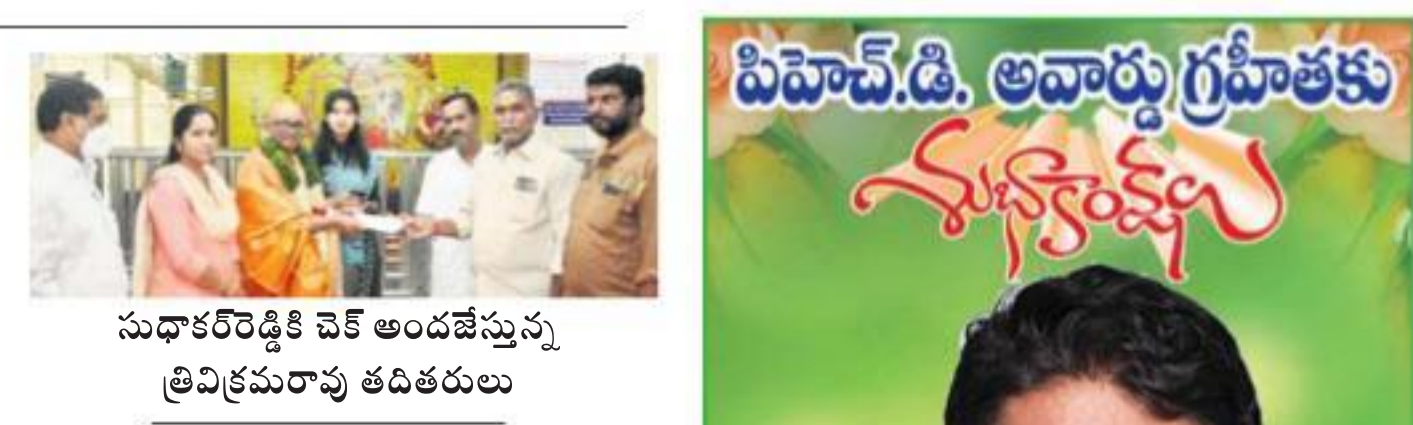 సుధాకర్‌రెడ్డికి చెక్ అందజేస్తున్న
త్రివిక్రమరావు తదితరులు
పిహెచ్.డి. అవార్డు గ్రహీతకు
శుభాకాంక్షలు